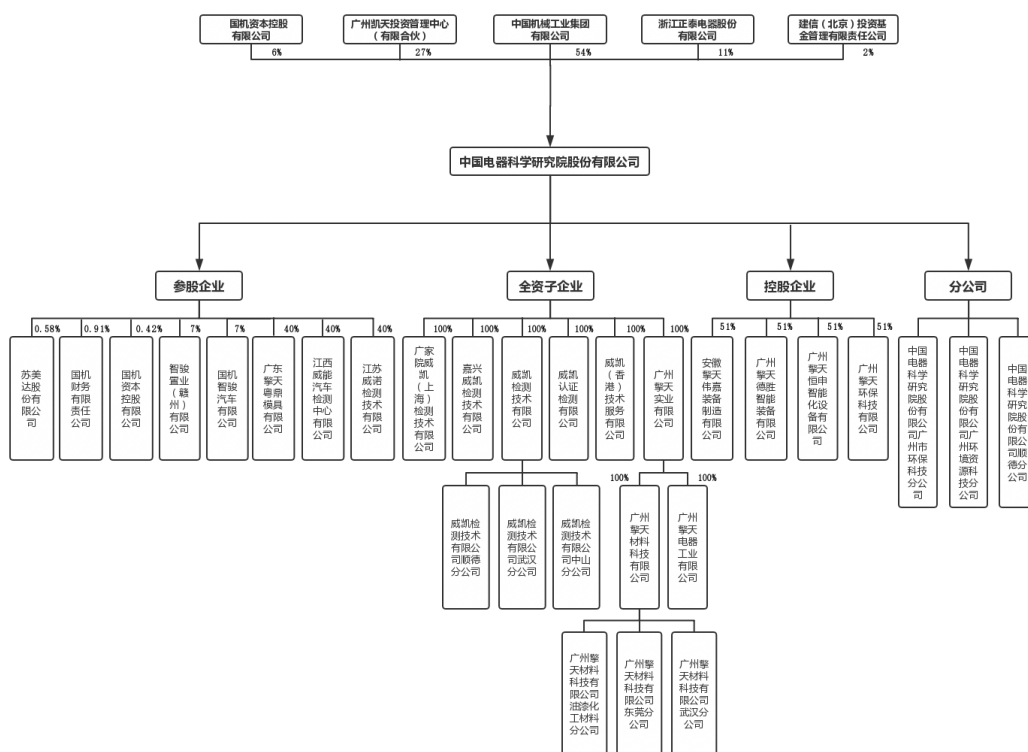 国机资本控股
有限公司
广州凯天投资管理中心
（有限合伙）
中国机械工业集团
有限公司
浙江正泰电器股份
有限公司
建信（北京）投资基
金管理有限责任公司
6%
27%
54%
11%
2%
中国电器科学研究院股份有限公司
参股企业
全资子企业
控股企业
分公司
0.58%
0.91%
0.42%
7%
7%
40%
40%
40%
100%
100%
100%
100%
100%
100%
51%
51%
51%
51%
苏美
达股
份有
限公
司
国机
财务
有限
责任
公司
国机
资本
控股
有限
公司
智骏
置业
（赣
州）
有限
公司
国机
智骏
汽车
有限
公司
广东
擎天
粤鼎
模具
有限
公司
江西
威能
汽车
检测
中心
有限
公司
江苏
威诺
检测
技术
有限
公司
广家
院威
凯
（上
海）
检测
技术
有限
公司
嘉兴
威凯
检测
技术
有限
公司
威凯
检测
技术
有限
公司
威凯
认证
检测
有限
公司
威凯
（香
港）
技术
服务
有限
公司
广州
擎天
实业
有限
公司
安徽
擎天
伟嘉
装备
制造
有限
公司
广州
擎天
德胜
智能
装备
有限
公司
广州
擎天
恒申
智能
化设
备有
限公
司
广州
擎天
环保
科技
有限
公司
中国
电器
科学
研究
院股
份有
限公
司广
州市
环保
科技
分公
司
中国
电器
科学
研究
院股
份有
限公
司广
州环
境资
源科
技分
公司
中国
电器
科学
研究
院股
份有
限公
司顺
德分
公司
100%
100%
威凯检
测技术
有限公
司顺德
分公司
威凯检
测技术
有限公
司武汉
分公司
威凯检
测技术
有限公
司中山
分公司
广州
擎天
材料
科技
有限
公司
广州
擎天
电器
工业
有限
公司
广州擎
天材料
科技有
限公司
油漆化
工材料
分公司
广州擎
天材料
科技有
限公司
东莞分
公司
广州擎
天材料
科技有
限公司
武汉分
公司